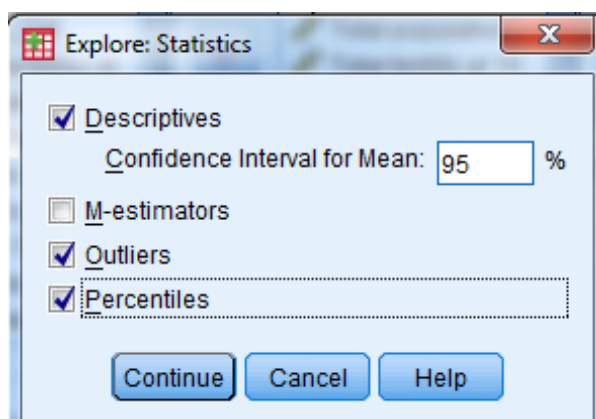 Explore: Statistics
Descriptives
Confidence Interval for Mean: 95 %
M-estimators
Outliers
Percentiles
Continue Cancel Help